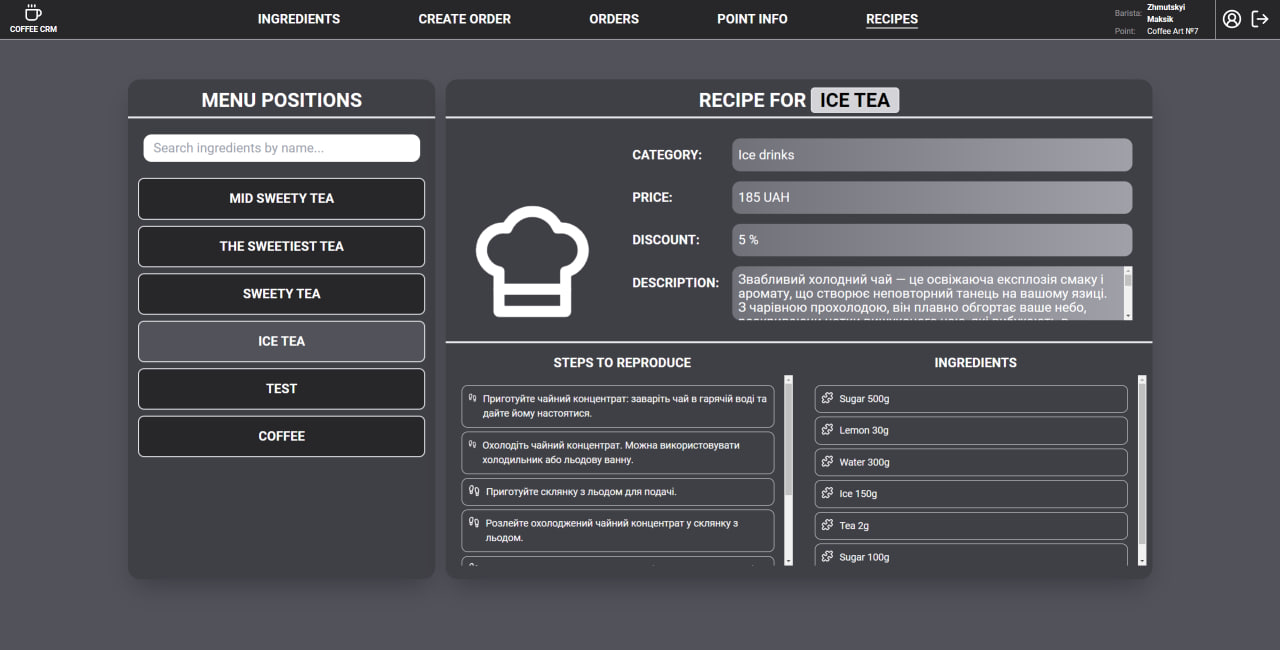 COFFEE CRM
INGREDIENTS
CREATE ORDER
ORDERS
POINT INFO
RECIPES
Barista: Zhmutskyi
Maksik
Point: Coffee Art №7
MENU POSITIONS
Search ingredients by name...
MID SWEETY TEA
THE SWEETIEST TEA
SWEETY TEA
ICE TEA
TEST
COFFEE
RECIPE FOR ICE TEA
CATEGORY: Ice drinks
PRICE: 185 UAH
DISCOUNT: 5 %
DESCRIPTION: Звабливий холодний чай — це освіжаюча експлозія смаку і
аромату, що створює неповторний танець на вашому язиці.
З чарівною прохолодою, він плавно обгортає ваше небо,
STEPS TO REPRODUCE
Приготуйте чайний концентрат: заваріть чай в гарячій воді та
дайте йому настоятися.
Охолодіть чайний концентрат. Можна використовувати
холодильник або льодову ванну.
Приготуйте склянку з льодом для подачі.
Розлейте охолоджений чайний концентрат у склянку з
льодом.
INGREDIENTS
Sugar 500g
Lemon 30g
Water 300g
Ice 150g
Tea 2g
Sugar 100g